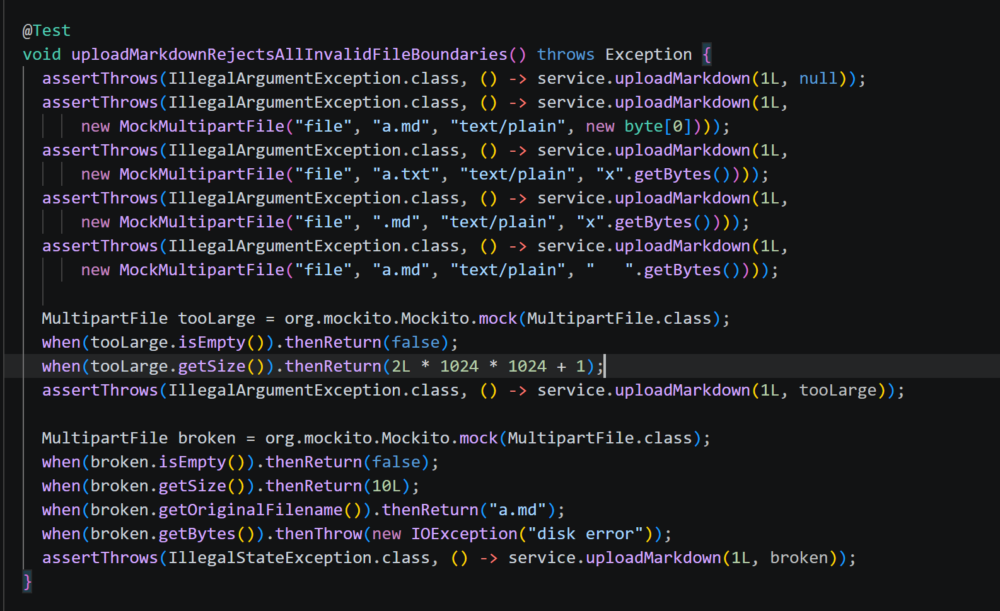 @Test
void uploadMarkdownRejectsAllInvalidFileBoundaries() throws Exception {
assertThrows(IllegalArgumentException.class, () -> service.uploadMarkdown(1L, null));
assertThrows(IllegalArgumentException.class, () -> service.uploadMarkdown(1L,
new MockMultipartFile("file", "a.md", "text/plain", new byte[0])));
assertThrows(IllegalArgumentException.class, () -> service.uploadMarkdown(1L,
new MockMultipartFile("file", "a.txt", "text/plain", "x".getBytes())));
assertThrows(IllegalArgumentException.class, () -> service.uploadMarkdown(1L,
new MockMultipartFile("file", ".md", "text/plain", "x".getBytes())));
assertThrows(IllegalArgumentException.class, () -> service.uploadMarkdown(1L,
new MockMultipartFile("file", "a.md", "text/plain", "   ".getBytes())));
MultipartFile tooLarge = org.mockito.Mockito.mock(MultipartFile.class);
when(tooLarge.isEmpty()).thenReturn(false);
when(tooLarge.getSize()).thenReturn(2L * 1024 * 1024 + 1);
assertThrows(IllegalArgumentException.class, () -> service.uploadMarkdown(1L, tooLarge));
MultipartFile broken = org.mockito.Mockito.mock(MultipartFile.class);
when(broken.isEmpty()).thenReturn(false);
when(broken.getSize()).thenReturn(10L);
when(broken.getOriginalFilename()).thenReturn("a.md");
when(broken.getBytes()).thenThrow(new IOException("disk error"));
assertThrows(IllegalStateException.class, () -> service.uploadMarkdown(1L, broken));
}